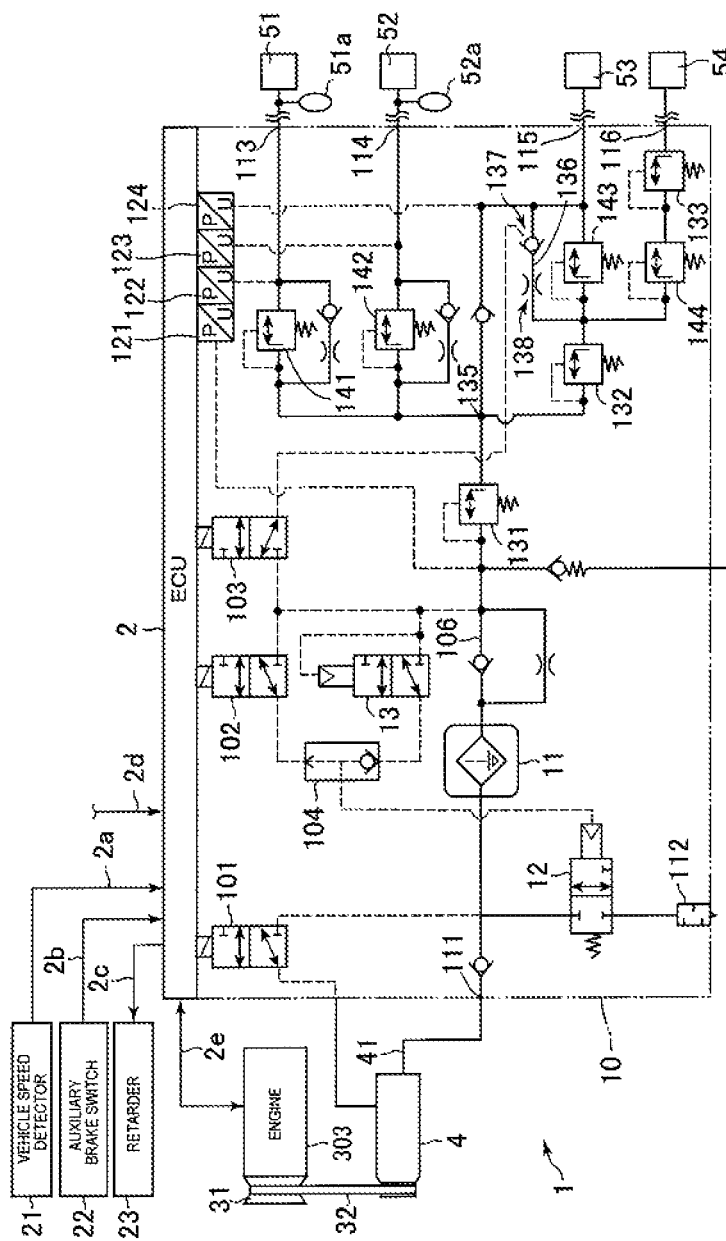 21
VEHICLE SPEED
DETECTOR
22
AUXILIARY
BRAKE SWITCH
23
RETARDER
2a
2b
2c
2d
2e
2
ECU
31
ENGINE
303
32
4
41
1
10
111
101
102
103
104
13
12
112
11
106
121
122
123
124
P
U
P
U
P
U
P
U
131
132
133
135
136
137
138
141
142
143
144
113
114
115
116
51
51a
52
52a
53
54